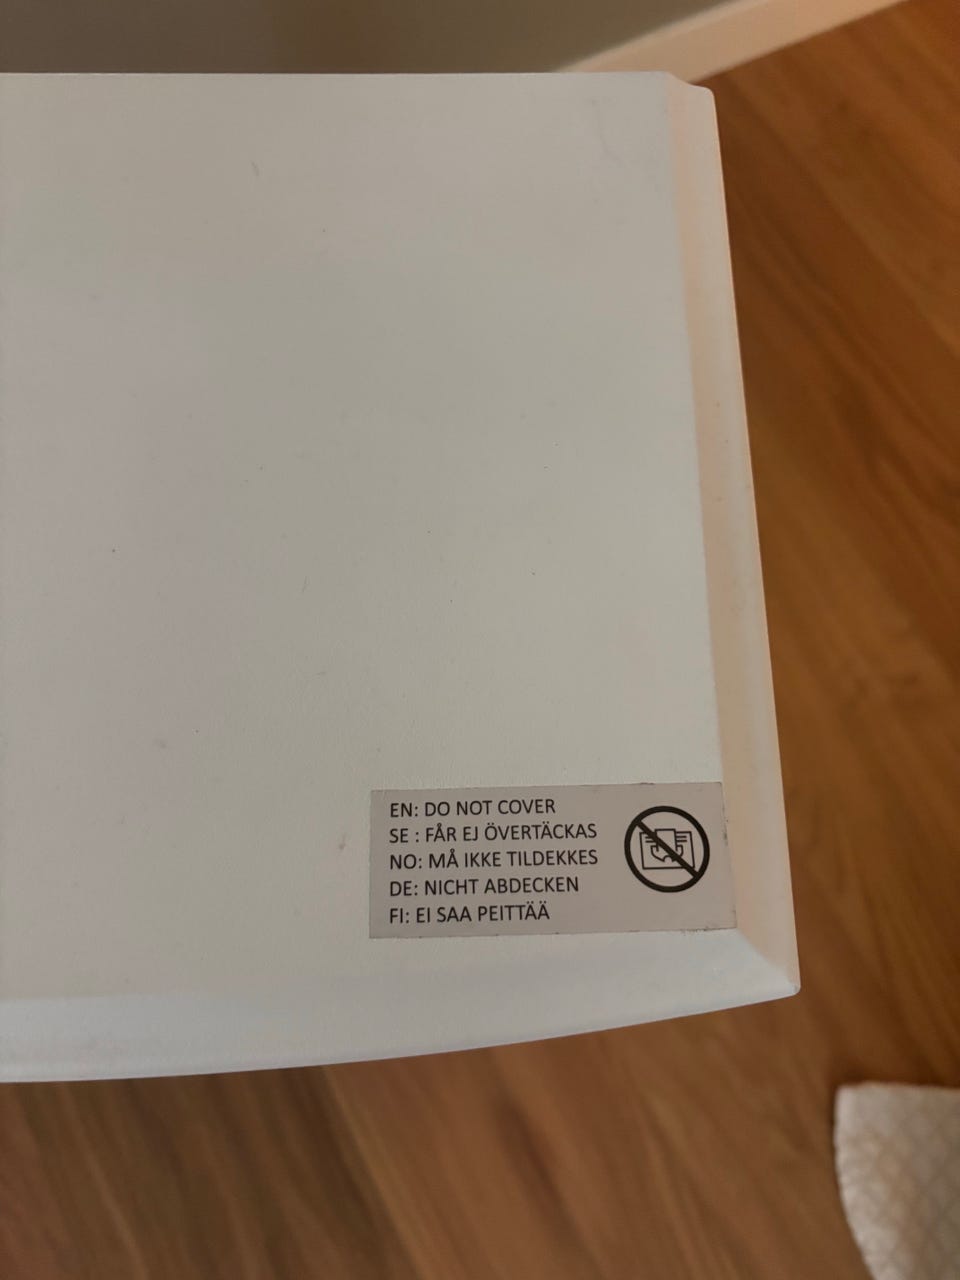 EN: DO NOT COVER
SE : FÅR EJ ÖVERTÄCKAS
NO: MÅ IKKE TILDEKKES
DE: NICHT ABDECKEN
FI: EI SAA PEITTÄÄ